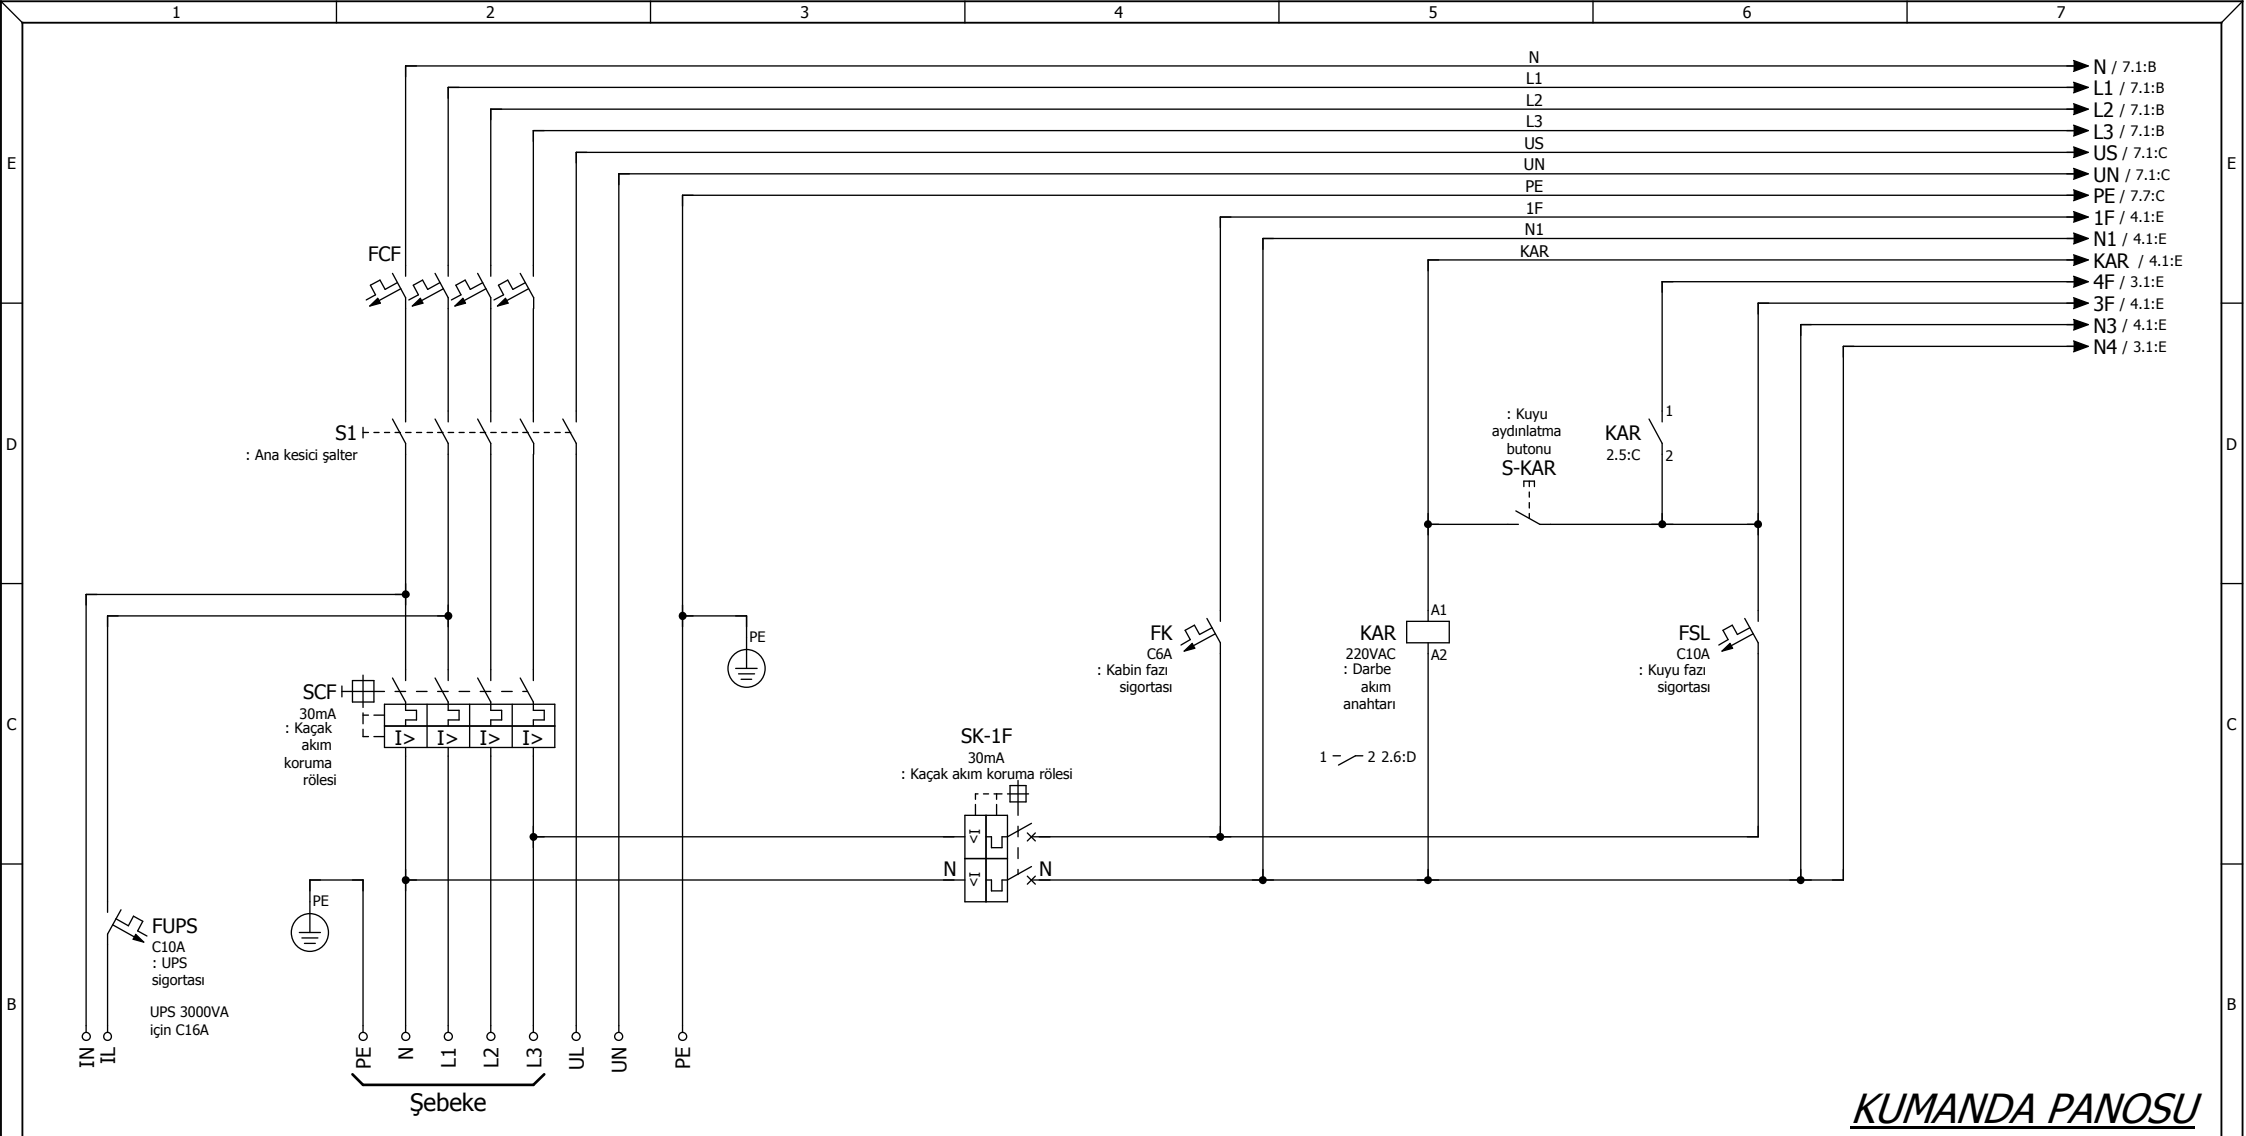 1 2 3 4 5 6 7
N
N / 7.1:B
L1
L1 / 7.1:B
L2
L2 / 7.1:B
L3
L3 / 7.1:B
US
US / 7.1:C
UN
UN / 7.1:C
PE
PE / 7.7:C
1F
1F / 4.1:E
N1
N1 / 4.1:E
KAR
KAR / 4.1:E
4F / 3.1:E
3F / 4.1:E
N3 / 4.1:E
N4 / 3.1:E
E
E
FCF
D
D
S1
: Ana kesici şalter
: Kuyu
aydınlatma
butonu
S-KAR
KAR
2.5:C
1
2
PE
FK
C6A
: Kabin fazı
sigortası
KAR
220VAC
: Darbe
akım
anahtarı
A1
A2
1 2 2.6:D
FSL
C10A
: Kuyu fazı
sigortası
C
C
SCF
30mA
: Kaçak
akım
koruma
rölesi
I> I> I> I>
SK-1F
30mA
: Kaçak akım koruma rölesi
I>
N I> N
PE
FUPS
C10A
: UPS
sigortası
UPS 3000VA
için C16A
B
B
IN IL PE N L1 L2 L3 UL UN PE
Şebeke
KUMANDA PANOSU